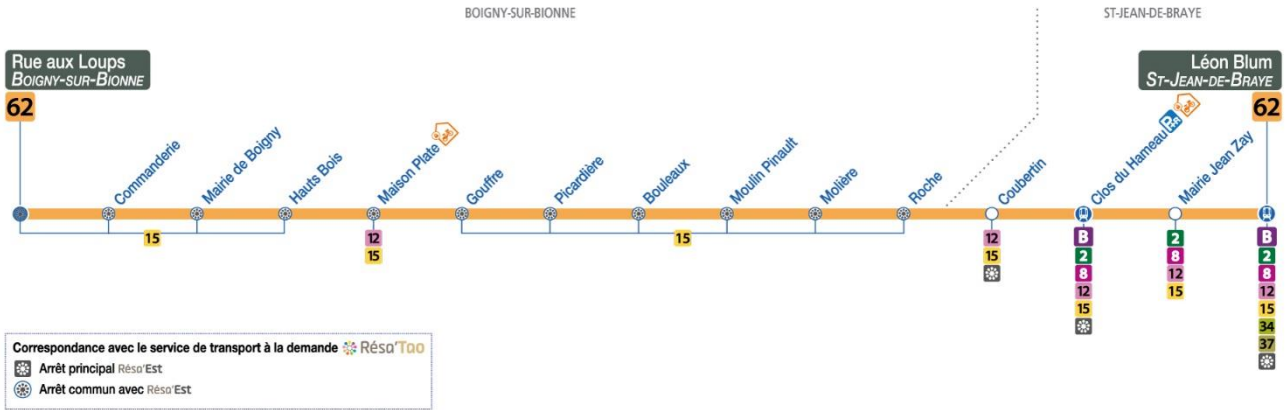 BOIGNY-SUR-BIONNE
ST-JEAN-DE-BRAYE
Rue aux Loups
BOIGNY-SUR-BIONNE
62
Léon Blum
ST-JEAN-DE-BRAYE
62
Commanderie
Mairie de Boigny
Hauts Bois
Maison Plate
Gouffre
Picardière
Bouleaux
Moulin Pinault
Molière
Roche
Coubertin
Clos du Hameau P+R
Mairie Jean Zay
15
12
15
15
12
15
B
2
8
12
15
2
8
12
15
B
2
8
12
15
34
37
Correspondance avec le service de transport à la demande Résa'Tao
Arrêt principal Résa'Est
Arrêt commun avec Résa'Est